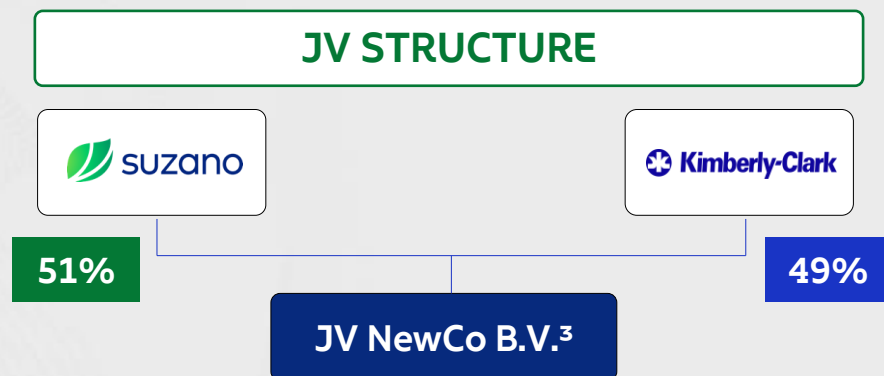 JV STRUCTURE
suzano
Kimberly-Clark
51%
49%
JV NewCo B.V.³